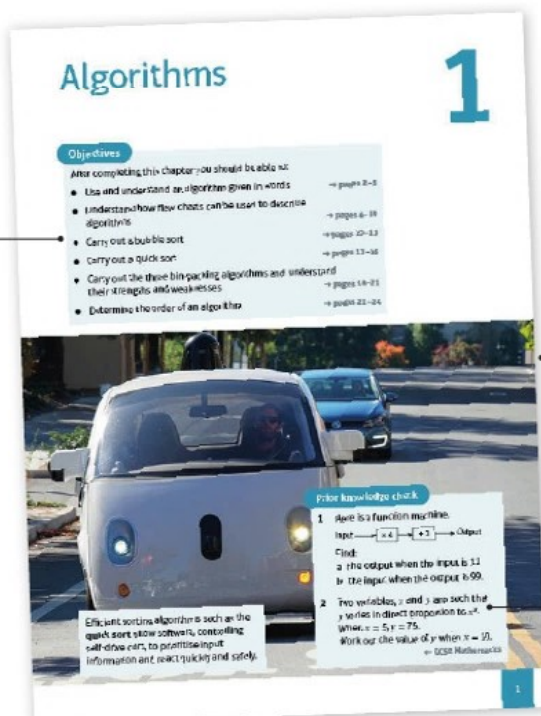 Algorithms
1
Objectives
After completing this chapter you should be able to:
● Use and understand an algorithm given in words
→ pages
● Understand how flow charts can be used to describe
algorithms
→ pages
● Carry out a bubble sort
→ pages
● Carry out a quick sort
→ pages
● Carry out the three bin-packing algorithms and understand
their strengths and weaknesses
→ pages
● Determine the order of an algorithm
→ pages 21–24
Efficient sorting algorithms such as the
quick sort allow software, controlling
self-drive cars, to prioritise input
information and react quickly and safely.
Prior knowledge check
1 Here is a function machine.
Input × 4 + 3 Output
Find:
a the output when the input is 11
b the input when the output is 99.
2 Two variables, x and y are such that
y varies in direct proportion to
When x = 5, y = 75.
Work out the value of y when x =
← GCSE Mathematics
1